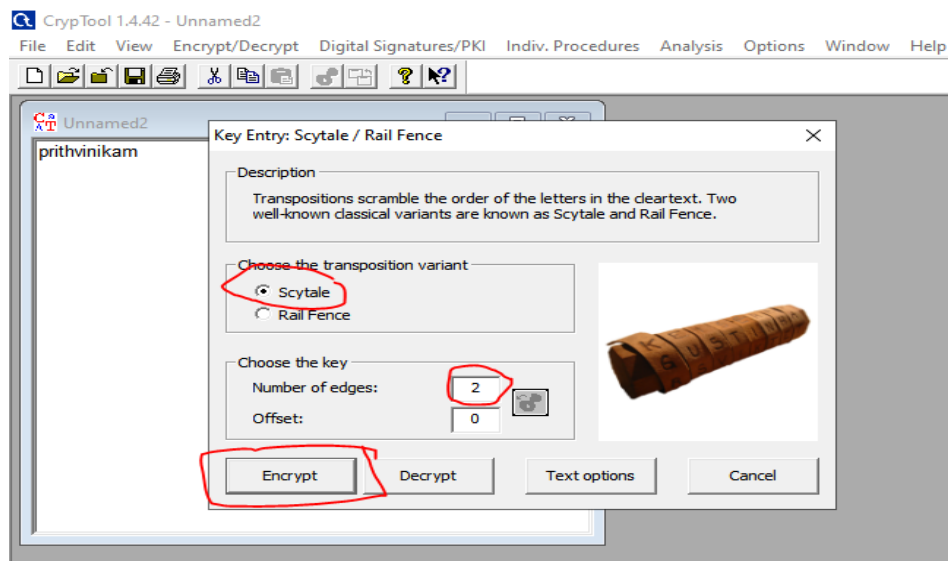 CrypTool 1.4.42 - Unnamed2
File Edit View Encrypt/Decrypt Digital Signatures/PKI Indiv. Procedures Analysis Options Window Help
Unnamed2
prithvinikam
Key Entry: Scytale / Rail Fence
Description
Transpositions scramble the order of the letters in the cleartext. Two
well-known classical variants are known as Scytale and Rail Fence.
Choose the transposition variant
Scytale
Rail Fence
Choose the key
Number of edges: 2
Offset: 0
Encrypt Decrypt Text options Cancel